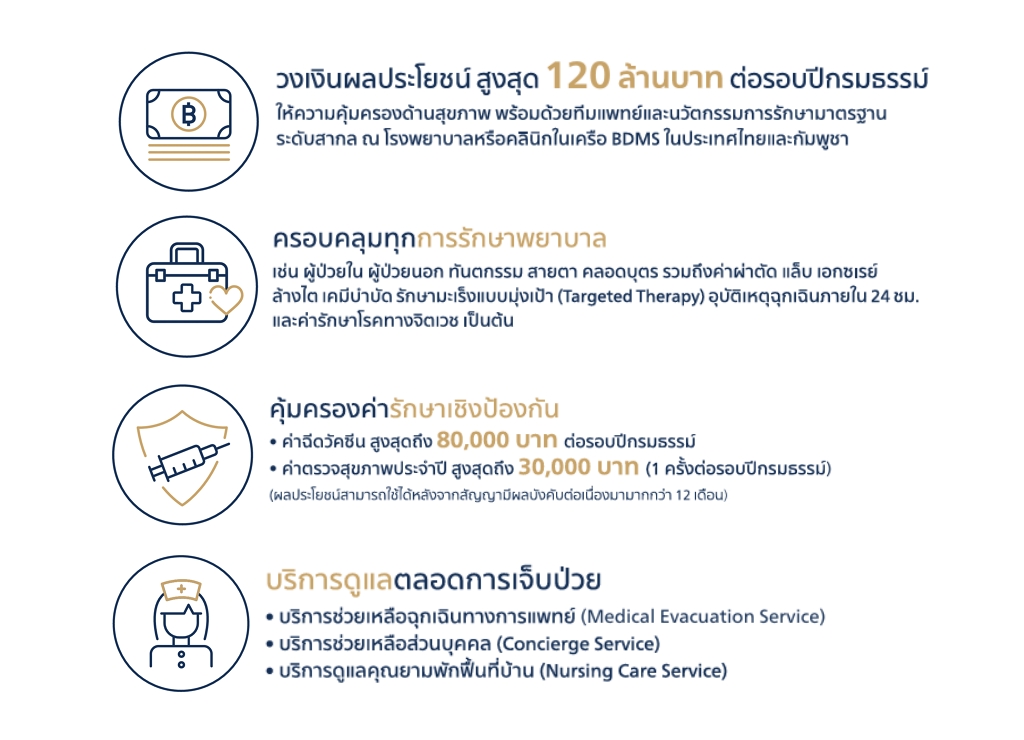 ฿
วงเงินผลประโยชน์ สูงสุด 120 ล้านบาท ต่อรอบปีกรมธรรม์
ให้ความคุ้มครองด้านสุขภาพ พร้อมด้วยทีมแพทย์และนวัตกรรมการรักษามาตรฐาน
ระดับสากล ณ โรงพยาบาลหรือคลินิกในเครือ BDMS ในประเทศไทยและกัมพูชา
ครอบคลุมทุกการรักษาพยาบาล
เช่น ผู้ป่วยใน ผู้ป่วยนอก ทันตกรรม สายตา คลอดบุตร รวมถึงค่าผ่าตัด แล็บ เอกซเรย์
ล้างไต เคมีบำบัด รักษามะเร็งแบบมุ่งเป้า (Targeted Therapy) อุบัติเหตุฉุกเฉินภายใน 24 ชม.
และค่ารักษาโรคทางจิตเวช เป็นต้น
คุ้มครองค่ารักษาเชิงป้องกัน
• ค่าฉีดวัคซีน สูงสุดถึง 80,000 บาท ต่อรอบปีกรมธรรม์
• ค่าตรวจสุขภาพประจำปี สูงสุดถึง 30,000 บาท (1 ครั้งต่อรอบปีกรมธรรม์)
(ผลประโยชน์สามารถใช้ได้หลังจากสัญญามีผลบังคับต่อเนื่องมามากกว่า 12 เดือน)
บริการดูแลตลอดการเจ็บป่วย
• บริการช่วยเหลือฉุกเฉินทางการแพทย์ (Medical Evacuation Service)
• บริการช่วยเหลือส่วนบุคคล (Concierge Service)
• บริการดูแลคุณยามพักฟื้นที่บ้าน (Nursing Care Service)